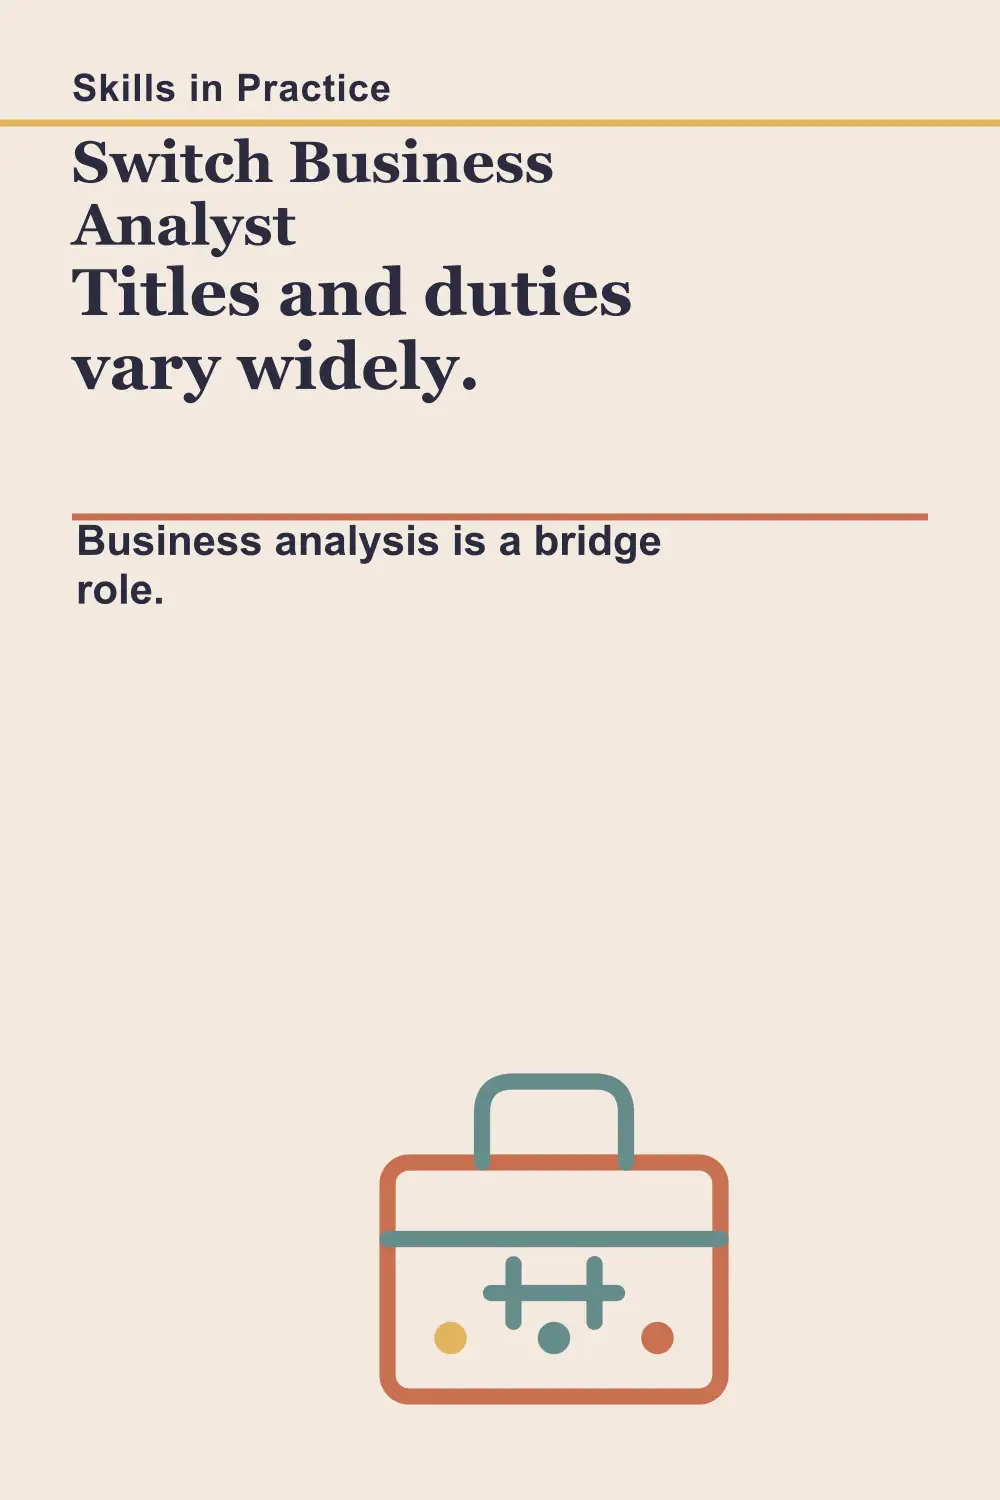 Skills in Practice
Switch Business
Analyst
Titles and duties
vary widely.
Business analysis is a bridge
role.